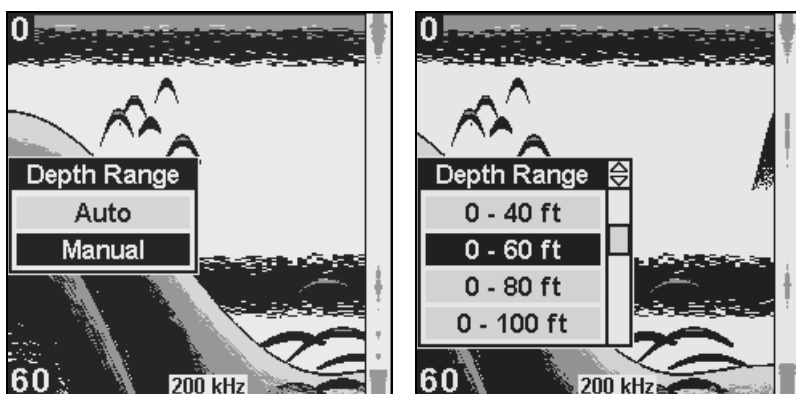 0
Depth Range
Auto
Manual
60
200 kHz
0
Depth Range
0 - 40 ft
0 - 60 ft
0 - 80 ft
0 - 100 ft
60
200 kHz